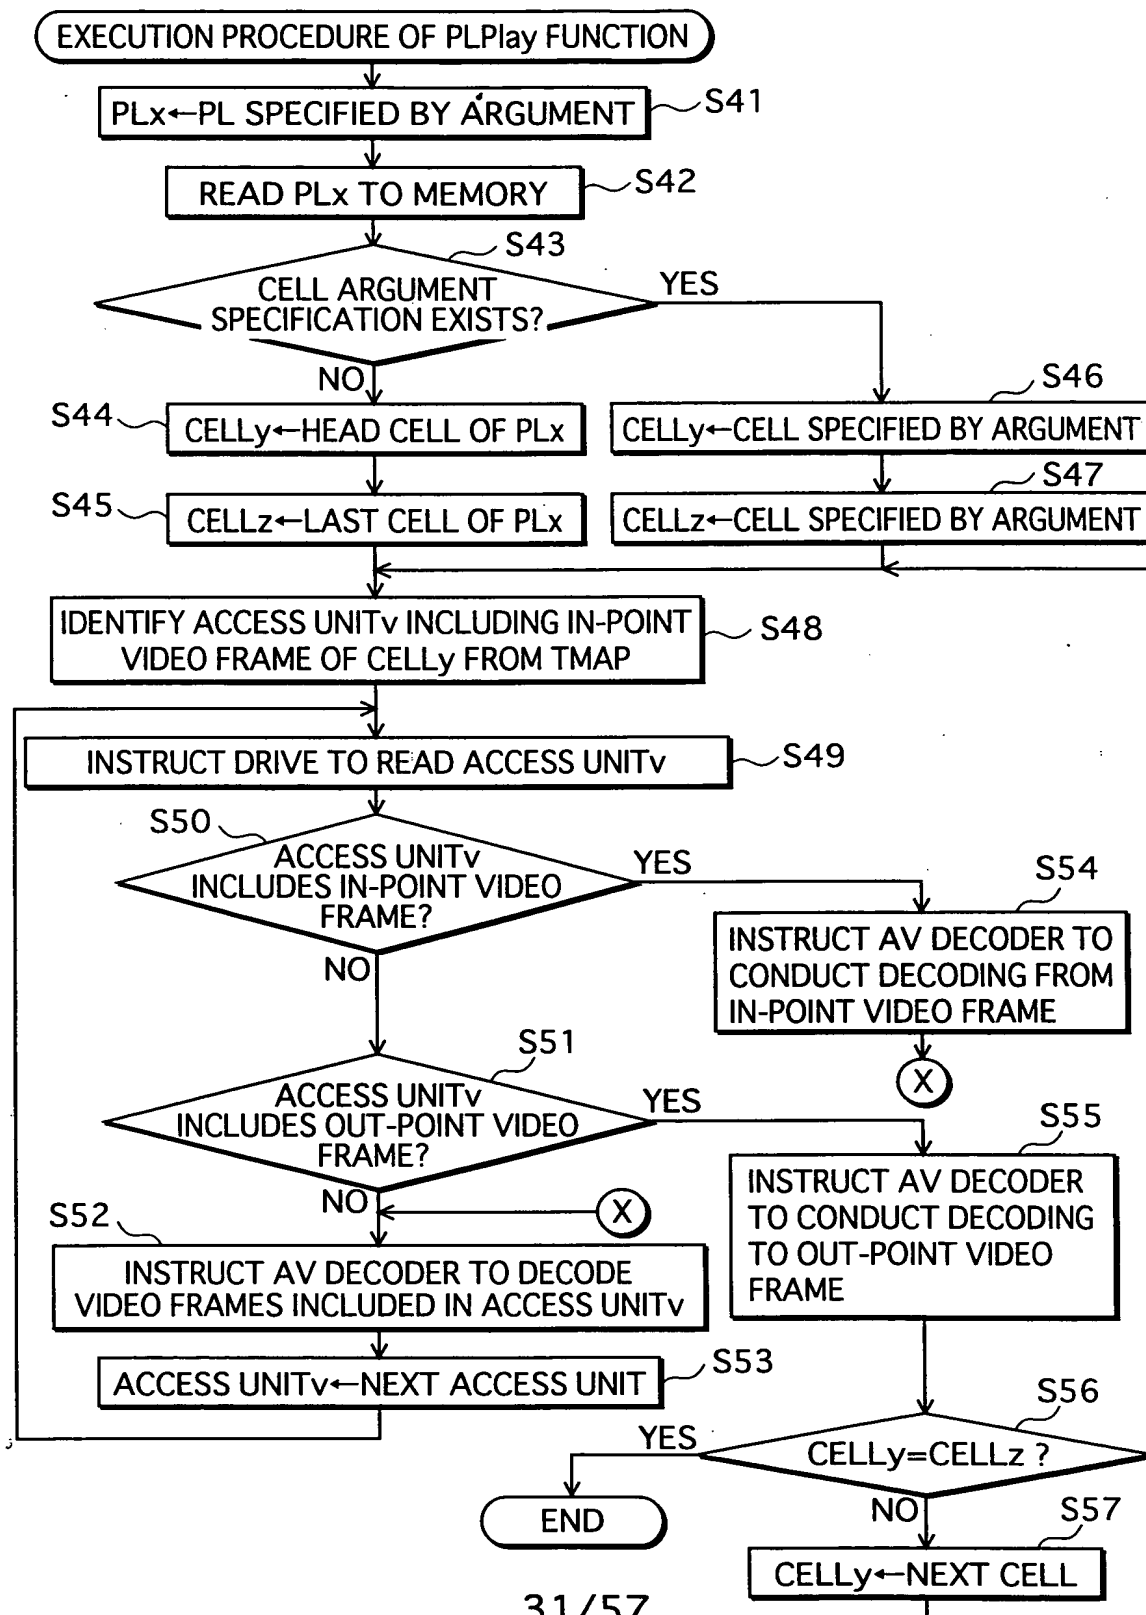 EXECUTION PROCEDURE OF PLPlay FUNCTION
PLx←PL SPECIFIED BY ARGUMENT
S41
READ PLx TO MEMORY
S42
S43
CELL ARGUMENT
SPECIFICATION EXISTS?
YES
NO
S44
CELLy←HEAD CELL OF PLx
S46
CELLy←CELL SPECIFIED BY ARGUMENT
S45
CELLz←LAST CELL OF PLx
S47
CELLz←CELL SPECIFIED BY ARGUMENT
IDENTIFY ACCESS UNITv INCLUDING IN-POINT
VIDEO FRAME OF CELLy FROM TMAP
S48
INSTRUCT DRIVE TO READ ACCESS UNITv
S49
S50
ACCESS UNITv
INCLUDES IN-POINT VIDEO
FRAME?
YES
NO
S54
INSTRUCT AV DECODER TO
CONDUCT DECODING FROM
IN-POINT VIDEO FRAME
X
S51
ACCESS UNITv
INCLUDES OUT-POINT VIDEO
FRAME?
YES
NO
X
S55
INSTRUCT AV DECODER
TO CONDUCT DECODING
TO OUT-POINT VIDEO
FRAME
S52
INSTRUCT AV DECODER TO DECODE
VIDEO FRAMES INCLUDED IN ACCESS UNITv
ACCESS UNITv←NEXT ACCESS UNIT
S53
S56
CELLy=CELLz ?
YES
END
NO
S57
CELLy←NEXT CELL
31/57